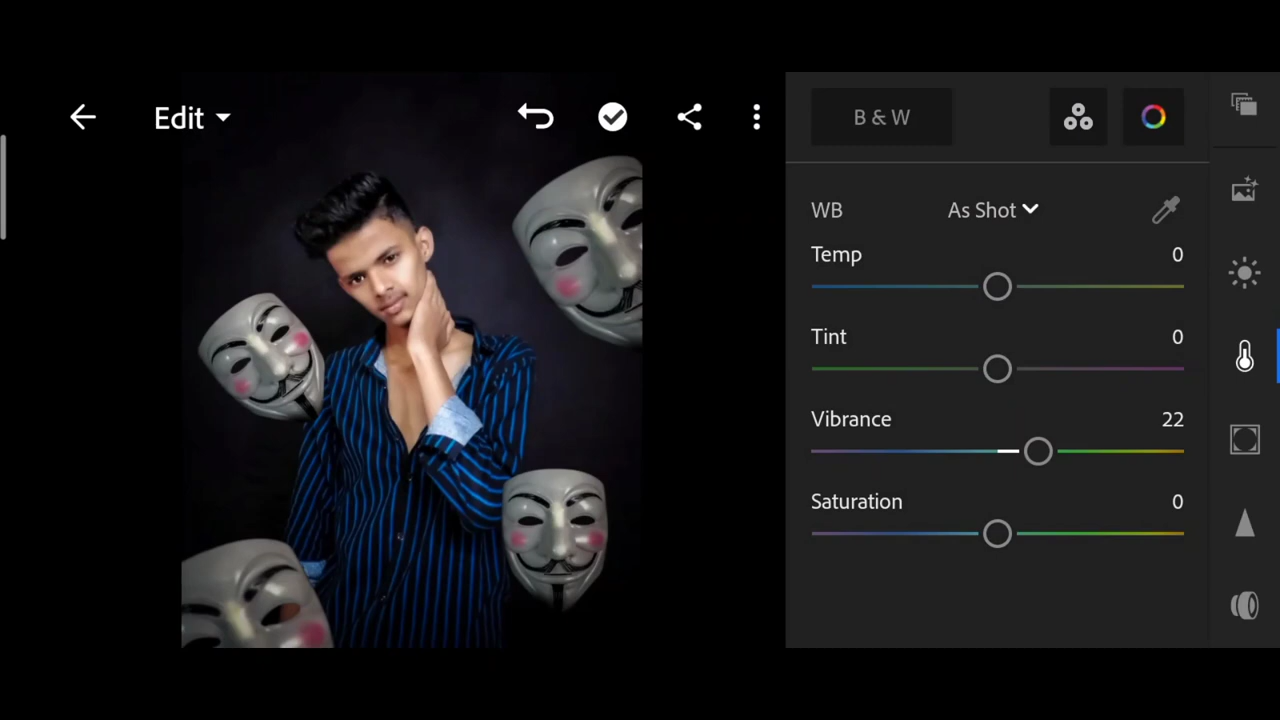 Edit
B & W
WB As Shot
Temp 0
Tint 0
Vibrance 22
Saturation 0